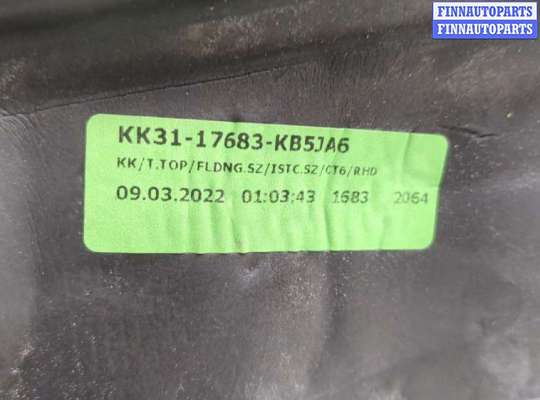 FINNAUTOPARTS
FINNAUTOPARTS
KK31-17683-KB5JA6
KK/T.TOP/FLDNG.SZ/ISTC.SZ/CT6/RHD
09.03.2022 01:03:43 1683 2064